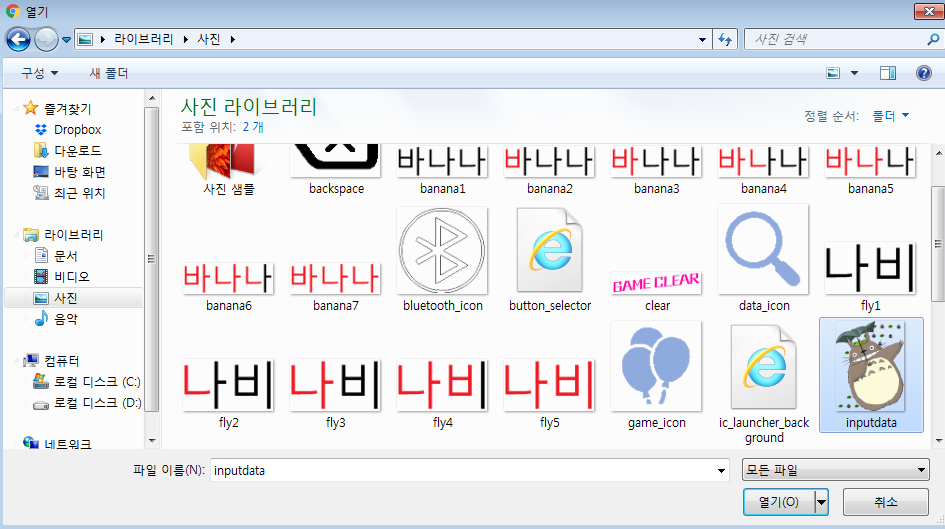 열기
라이브러리 사진
사진 검색
구성 새 폴더
즐겨찾기
Dropbox
다운로드
바탕 화면
최근 위치
라이브러리
문서
비디오
사진
음악
컴퓨터
로컬 디스크 (C:)
로컬 디스크 (D:)
네트워크
사진 라이브러리
포함 위치: 2 개
정렬 순서: 폴더
바나나 바나나 바나나 바나나 바나나
사진 샘플 backspace banana1 banana2 banana3 banana4 banana5
바나나 바나나 GAME CLEAR 나비
banana6 banana7 bluetooth_icon button_selector clear data_icon fly1
나비 나비 나비 나비
fly2 fly3 fly4 fly5 game_icon ic_launcher_back
ground inputdata
파일 이름(N): inputdata 모든 파일
열기(O) 취소